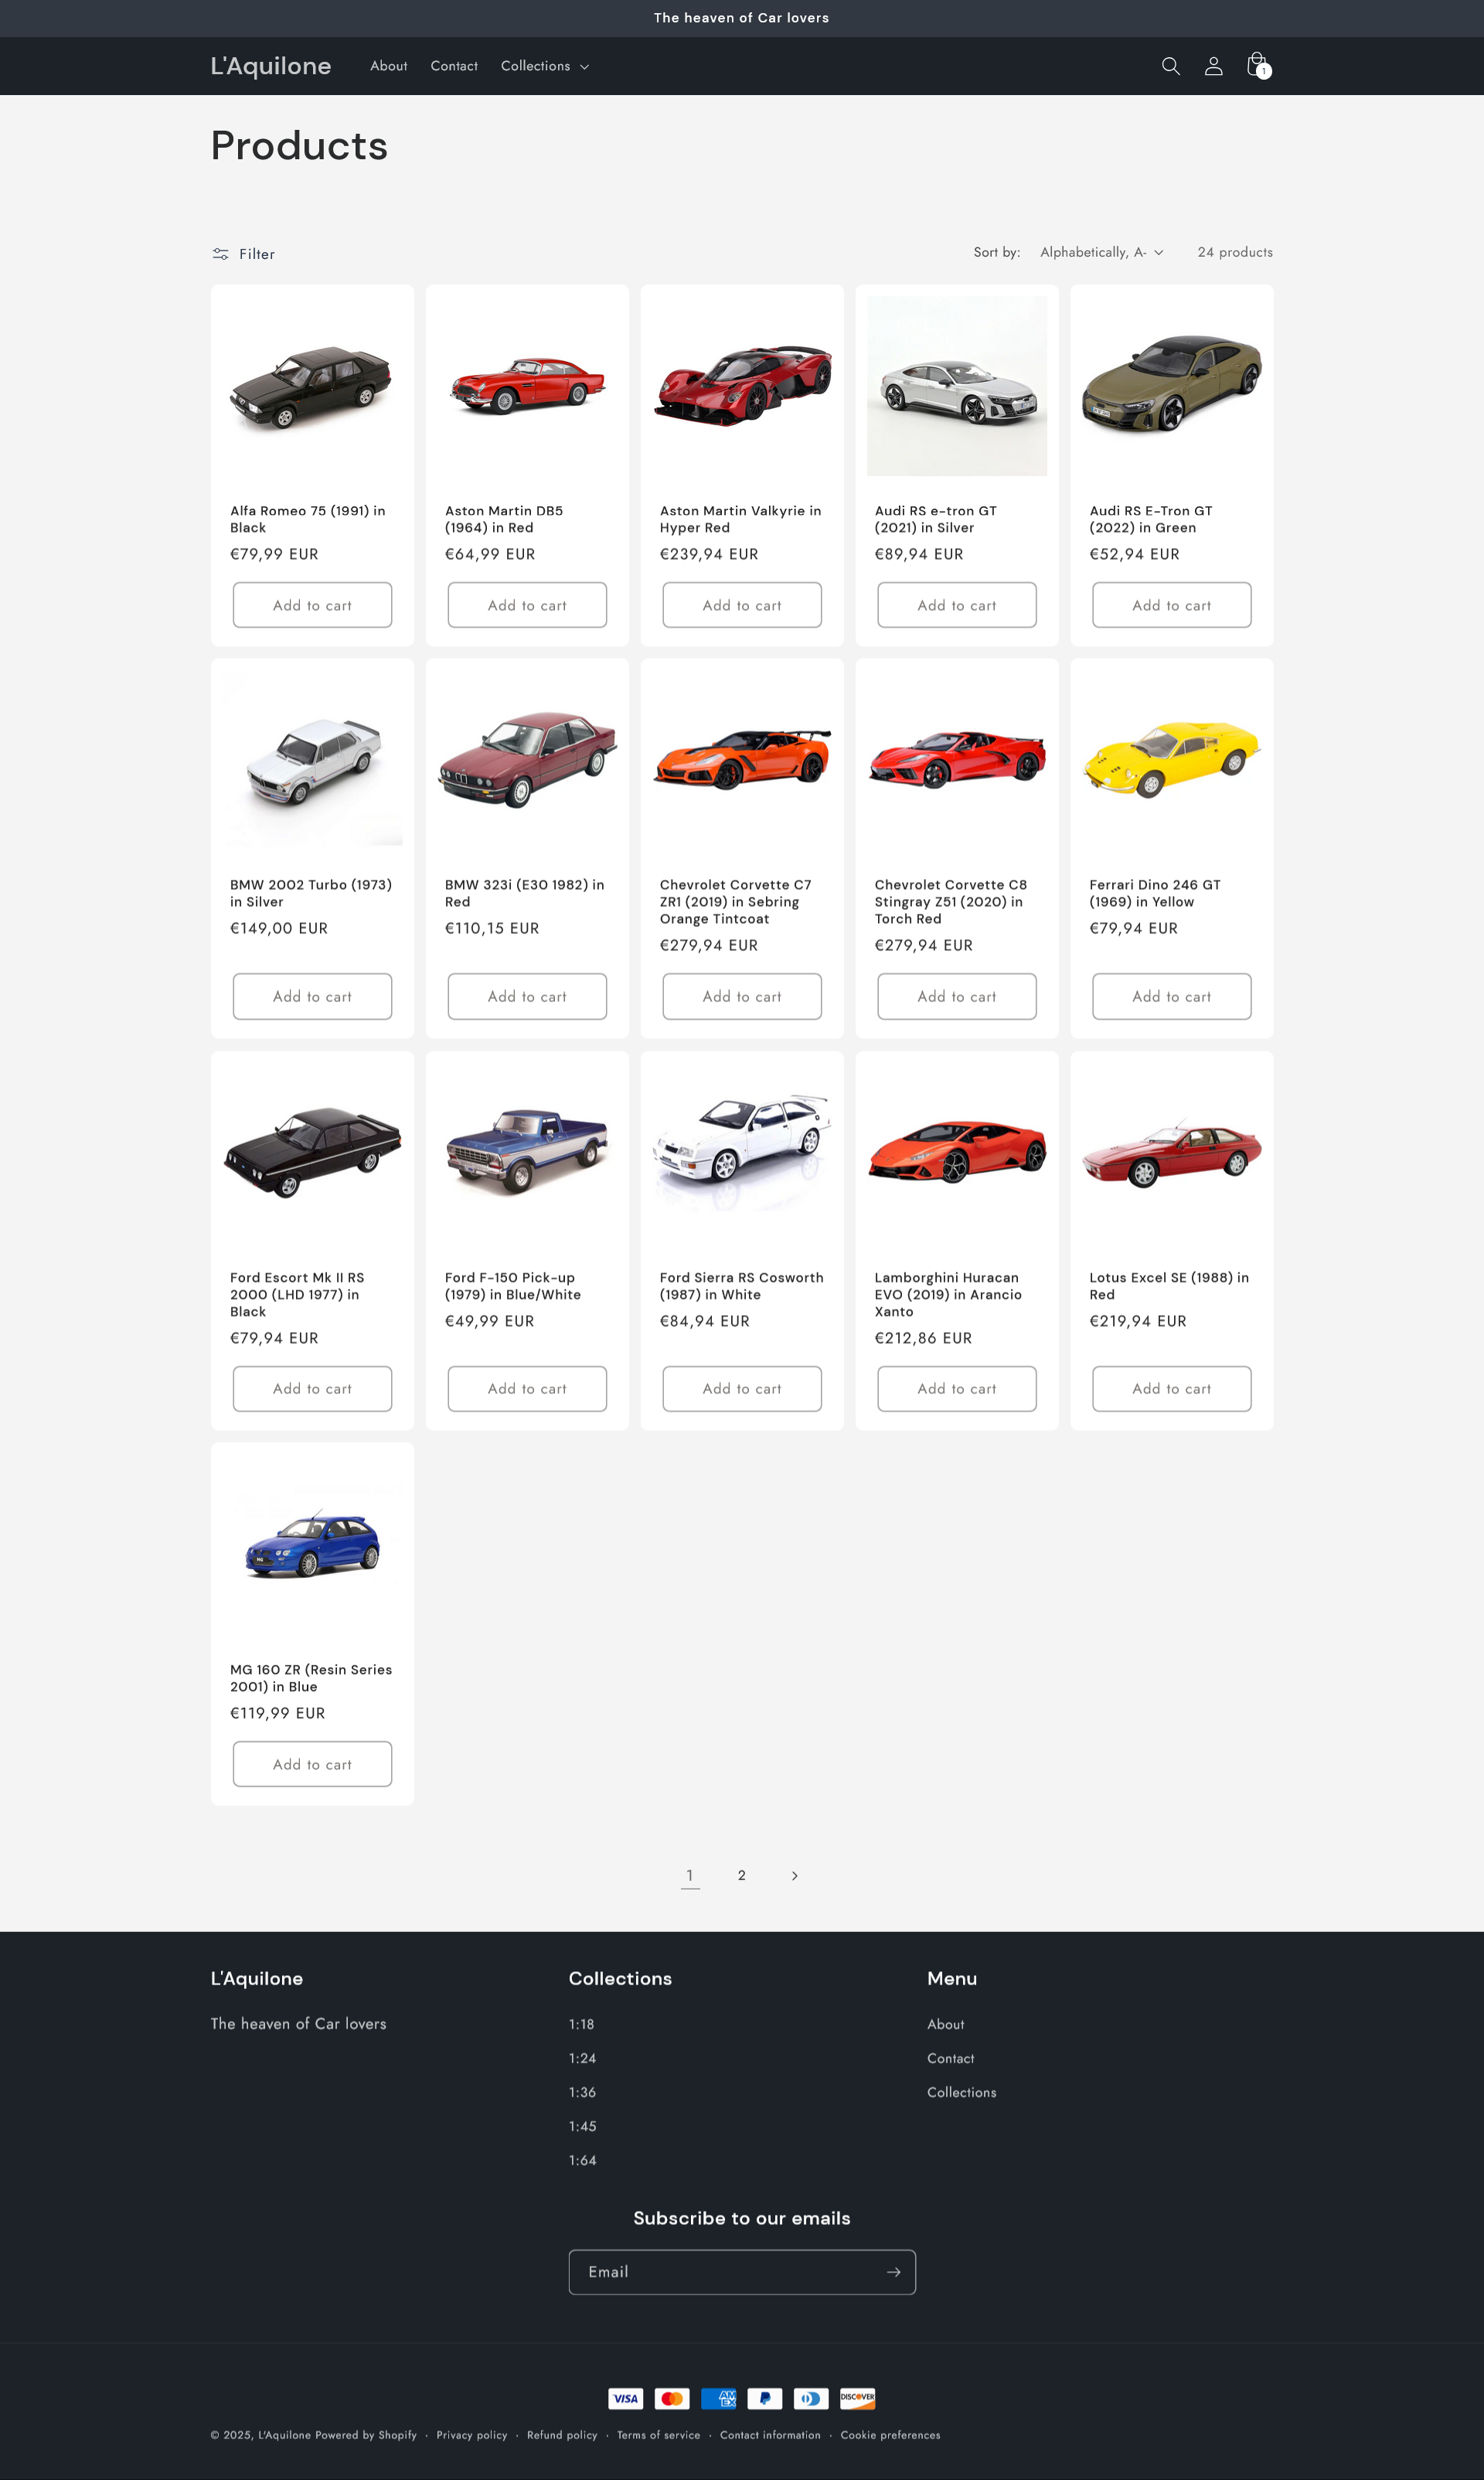 The heaven of Car lovers
L'Aquilone
About
Contact
Collections
1
Products
Filter
Sort by:
Alphabetically, A-
24 products
Alfa Romeo 75 (1991) in
Black
€79,99 EUR
Add to cart
Aston Martin DB5
(1964) in Red
€64,99 EUR
Add to cart
Aston Martin Valkyrie in
Hyper Red
€239,94 EUR
Add to cart
Audi RS e-tron GT
(2021) in Silver
€89,94 EUR
Add to cart
Audi RS E-Tron GT
(2022) in Green
€52,94 EUR
Add to cart
BMW 2002 Turbo (1973)
in Silver
€149,00 EUR
Add to cart
BMW 323i (E30 1982) in
Red
€110,15 EUR
Add to cart
Chevrolet Corvette C7
ZR1 (2019) in Sebring
Orange Tintcoat
€279,94 EUR
Add to cart
Chevrolet Corvette C8
Stingray Z51 (2020) in
Torch Red
€279,94 EUR
Add to cart
Ferrari Dino 246 GT
(1969) in Yellow
€79,94 EUR
Add to cart
Ford Escort Mk II RS
2000 (LHD 1977) in
Black
€79,94 EUR
Add to cart
Ford F-150 Pick-up
(1979) in Blue/White
€49,99 EUR
Add to cart
Ford Sierra RS Cosworth
(1987) in White
€84,94 EUR
Add to cart
Lamborghini Huracan
EVO (2019) in Arancio
Xanto
€212,86 EUR
Add to cart
Lotus Excel SE (1988) in
Red
€219,94 EUR
Add to cart
MG
MG 160 ZR (Resin Series
2001) in Blue
€119,99 EUR
Add to cart
1
2
L'Aquilone
The heaven of Car lovers
Collections
1:18
1:24
1:36
1:45
1:64
Menu
About
Contact
Collections
Subscribe to our emails
Email
VISA
AMEX
DISCOVER
© 2025, L'Aquilone Powered by Shopify · Privacy policy · Refund policy · Terms of service · Contact information · Cookie preferences